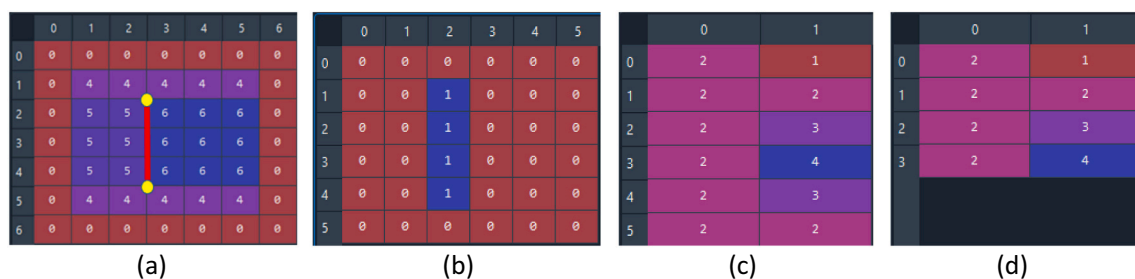 0 1 2 3 4 5 6
0 0 0 0 0 0 0 0
1 0 4 4 4 4 4 0
2 0 5 5 6 6 6 0
3 0 5 5 6 6 6 0
4 0 5 5 6 6 6 0
5 0 4 4 4 4 4 0
6 0 0 0 0 0 0 0
(a)
0 1 2 3 4 5
0 0 0 0 0 0 0
1 0 0 1 0 0 0
2 0 0 1 0 0 0
3 0 0 1 0 0 0
4 0 0 1 0 0 0
5 0 0 0 0 0 0
(b)
0 1
0 2 1
1 2 2
2 2 3
3 2 4
4 2 3
5 2 2
(c)
0 1
0 2 1
1 2 2
2 2 3
3 2 4
(d)